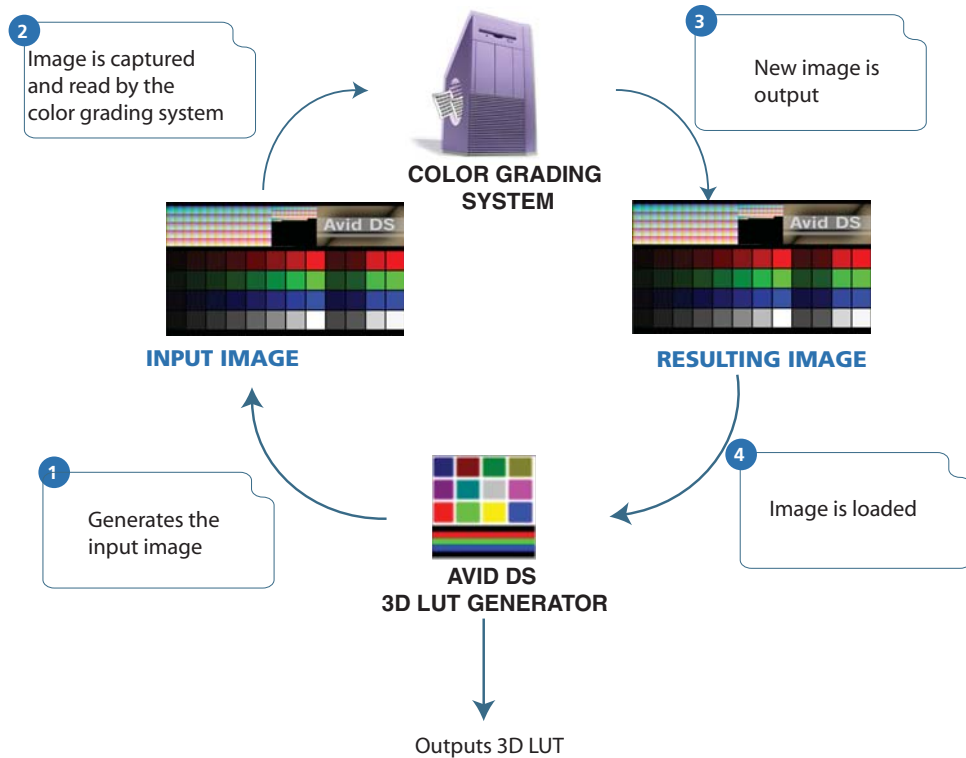 2
Image is captured
and read by the
color grading system
3
New image is
output
COLOR GRADING
SYSTEM
Avid DS
Avid DS
INPUT IMAGE
RESULTING IMAGE
1
Generates the
input image
4
Image is loaded
AVID DS
3D LUT GENERATOR
Outputs 3D LUT